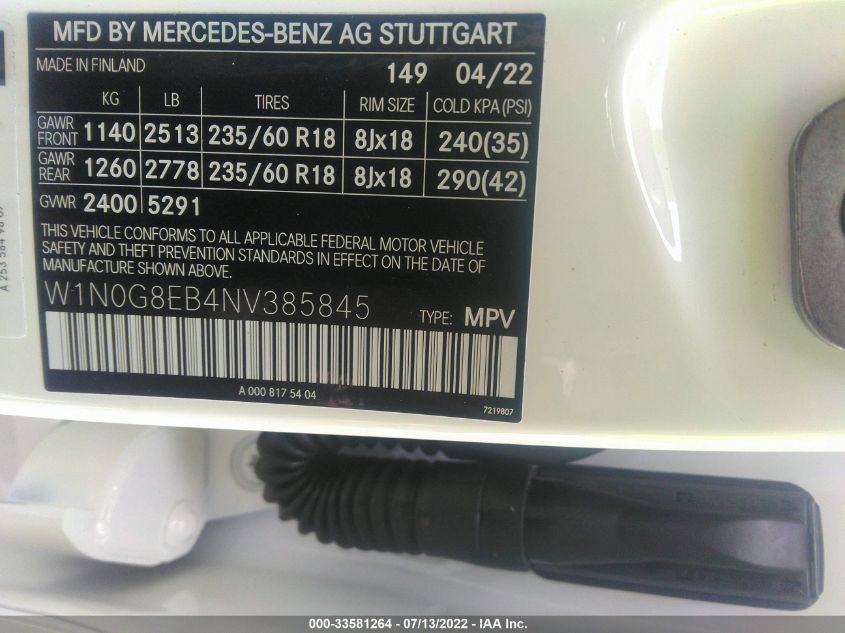 MFD BY MERCEDES-BENZ AG STUTTGART
MADE IN FINLAND 149 04/22
KG LB TIRES RIM SIZE COLD KPA (PSI)
GAWR FRONT 1140 2513 235/60 R18 8Jx18 240(35)
GAWR REAR 1260 2778 235/60 R18 8Jx18 290(42)
GVWR 2400 5291
THIS VEHICLE CONFORMS TO ALL APPLICABLE FEDERAL MOTOR VEHICLE
SAFETY AND THEFT PREVENTION STANDARDS IN EFFECT ON THE DATE OF
MANUFACTURE SHOWN ABOVE.
W1N0G8EB4NV385845 TYPE: MPV
A 000 817 54 04
7219807
A 253 584 96 07
000-33581264 - 07/13/2022 - IAA Inc.